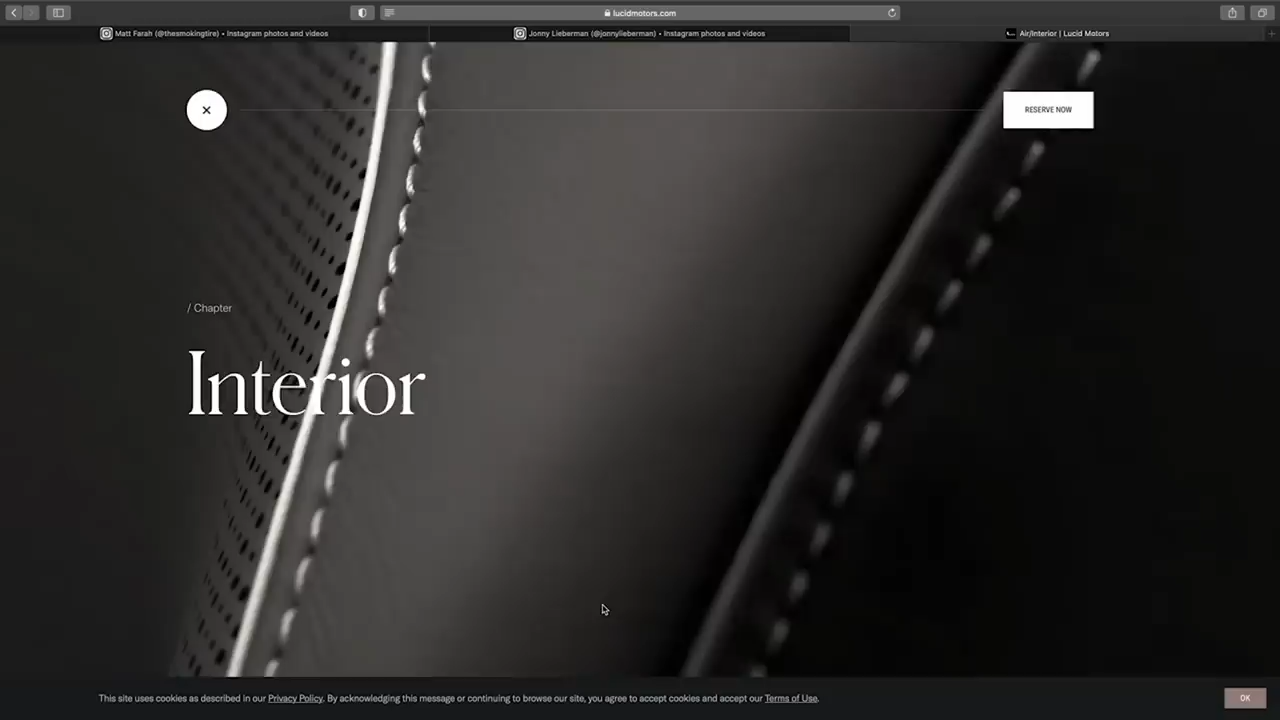 lucidmotors.com
Matt Farah (@thesmokingtire) • Instagram photos and videos
Jonny Lieberman (@jonnylieberman) • Instagram photos and videos
Air/Interior | Lucid Motors
RESERVE NOW
/ Chapter
Interior
This site uses cookies as described in our Privacy Policy. By acknowledging this message or continuing to browse our site, you agree to accept cookies and accept our Terms of Use.
OK